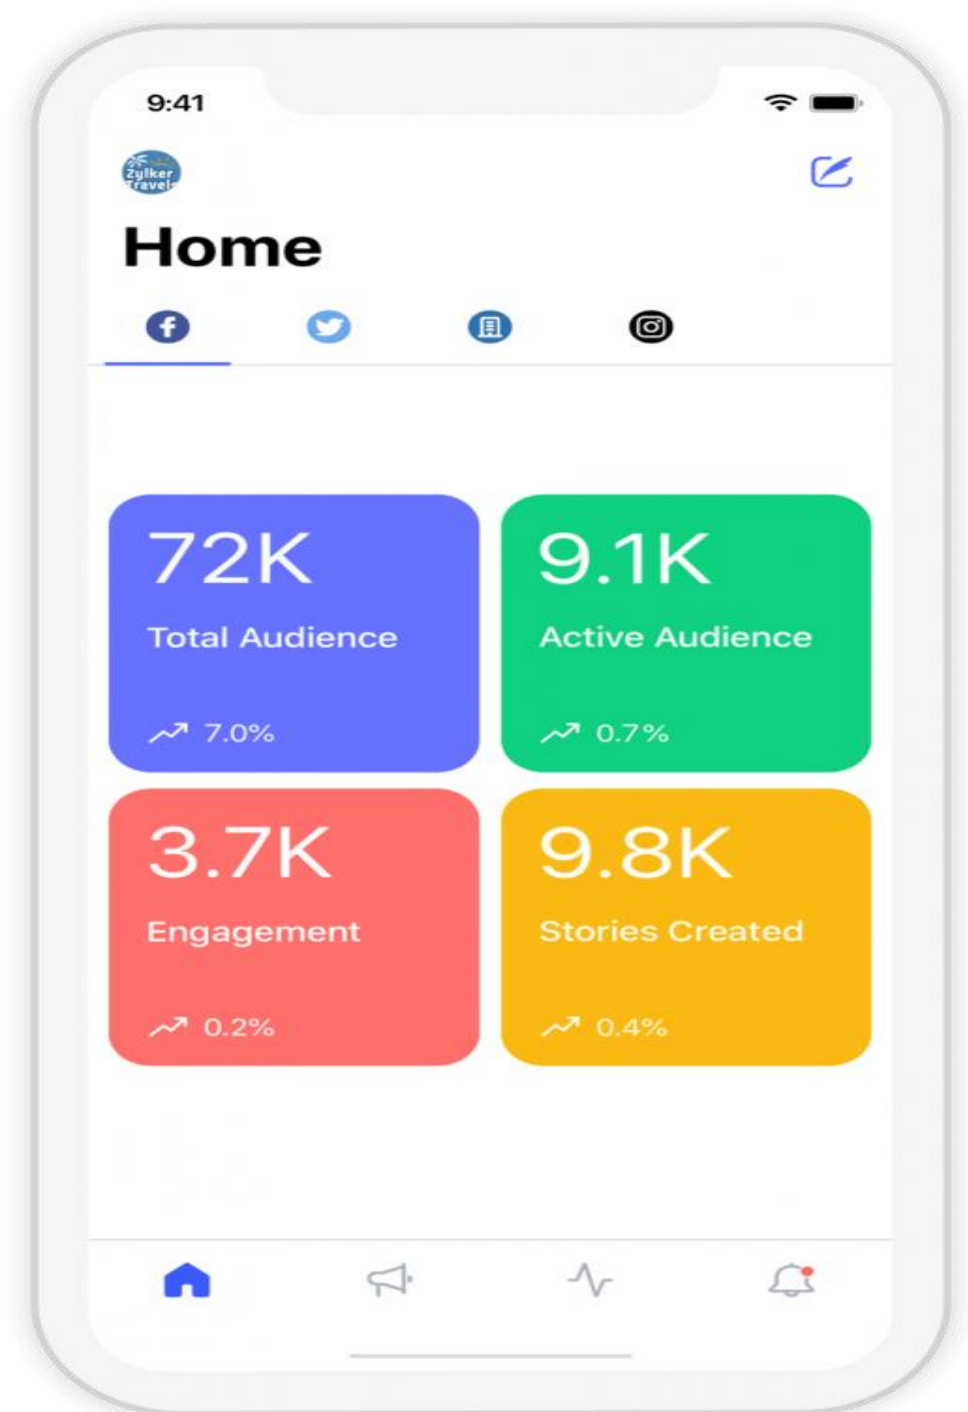 9:41
Zylker
Travels
Home
72K
Total Audience
7.0%
9.1K
Active Audience
0.7%
3.7K
Engagement
0.2%
9.8K
Stories Created
0.4%